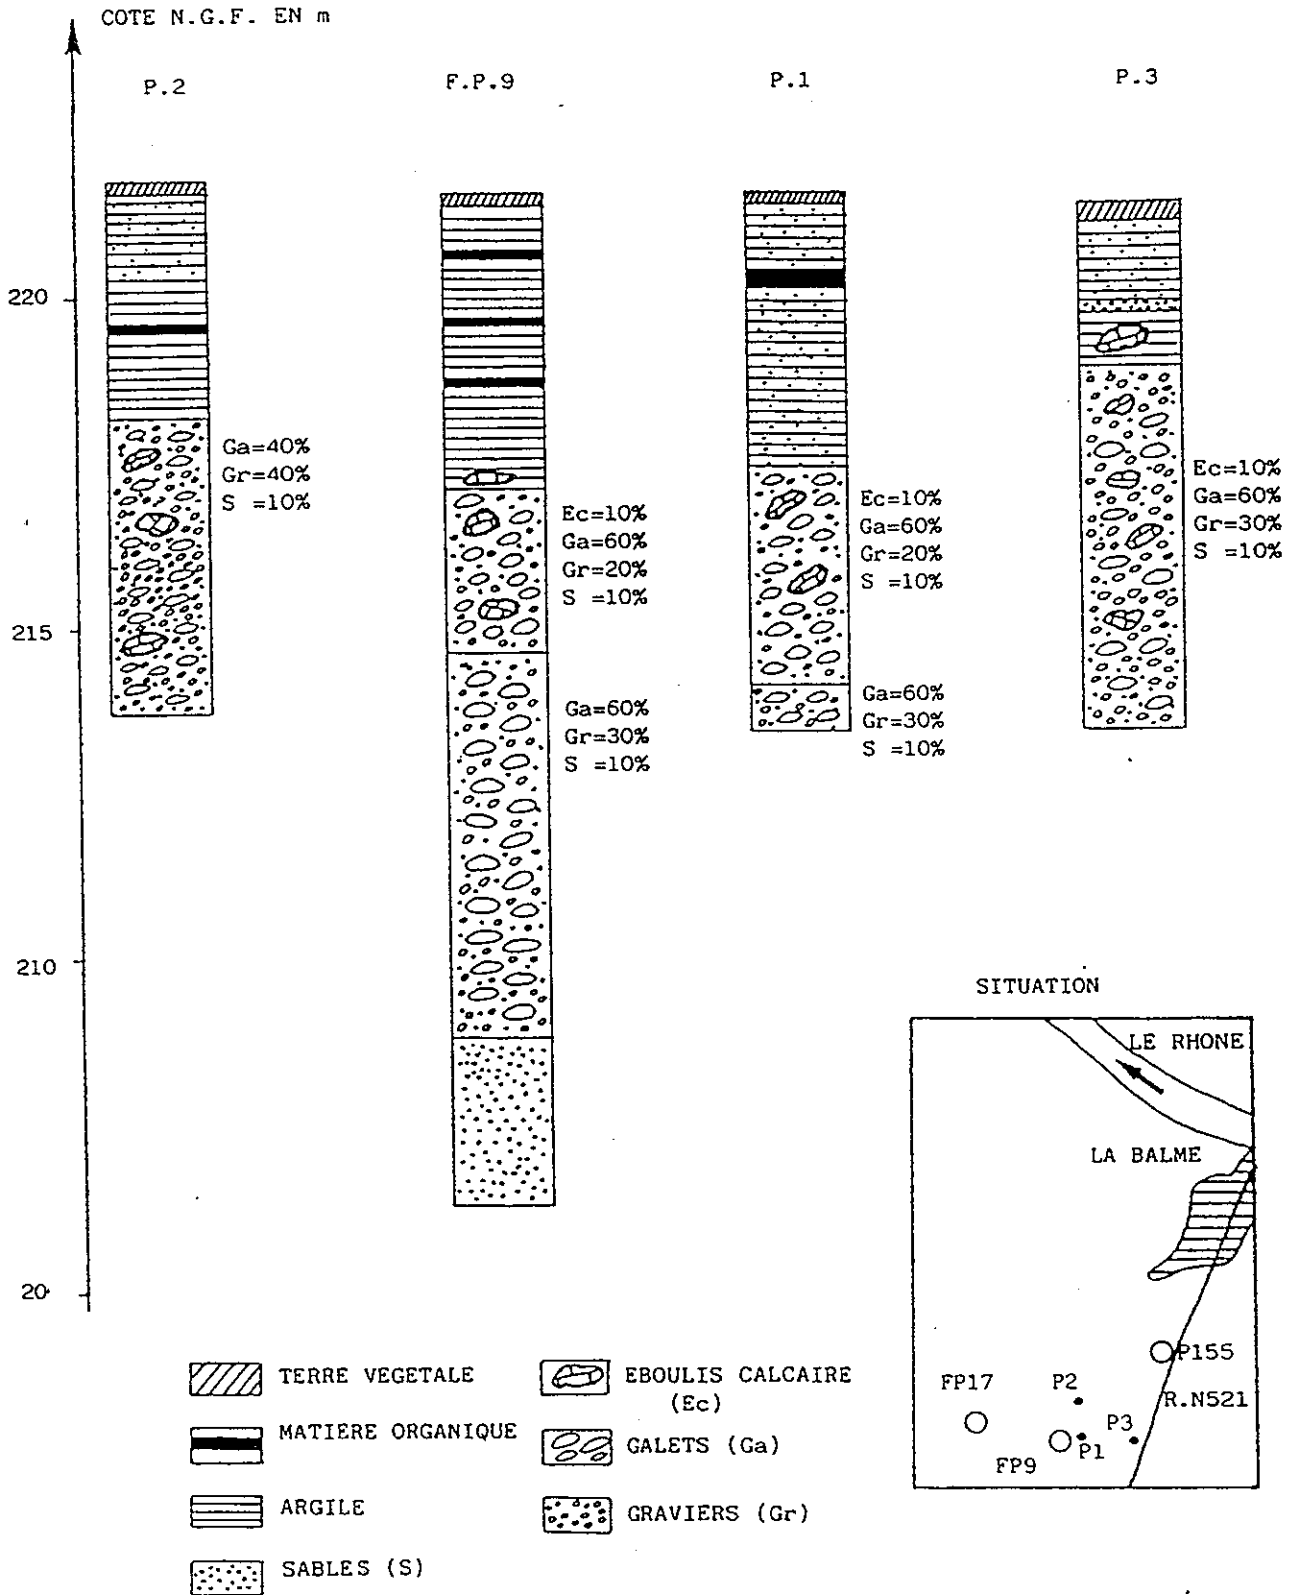 COTE N.G.F. EN m
P.2
F.P.9
P.1
P.3
220
215
210
20
Ga=40%
Gr=40%
S =10%
Ec=10%
Ga=60%
Gr=20%
S =10%
Ga=60%
Gr=30%
S =10%
Ec=10%
Ga=60%
Gr=20%
S =10%
Ga=60%
Gr=30%
S =10%
Ec=10%
Ga=60%
Gr=30%
S =10%
SITUATION
LE RHONE
LA BALME
P155
R.N521
FP17
P2
P3
FP9
P1
TERRE VEGETALE
MATIERE ORGANIQUE
ARGILE
SABLES (S)
EBOULIS CALCAIRE
(Ec)
GALETS (Ga)
GRAVIERS (Gr)